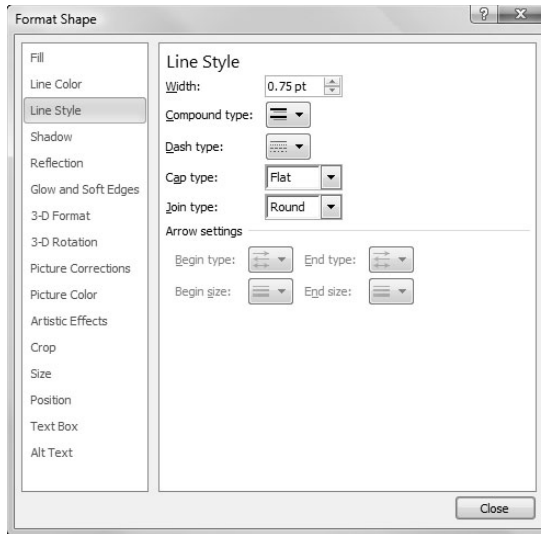 Format Shape
Fill
Line Color
Line Style
Shadow
Reflection
Glow and Soft Edges
3-D Format
3-D Rotation
Picture Corrections
Picture Color
Artistic Effects
Crop
Size
Position
Text Box
Alt Text
Line Style
Width: 0.75 pt
Compound type:
Dash type:
Cap type: Flat
Join type: Round
Arrow settings
Begin type: End type:
Begin size: End size:
Close